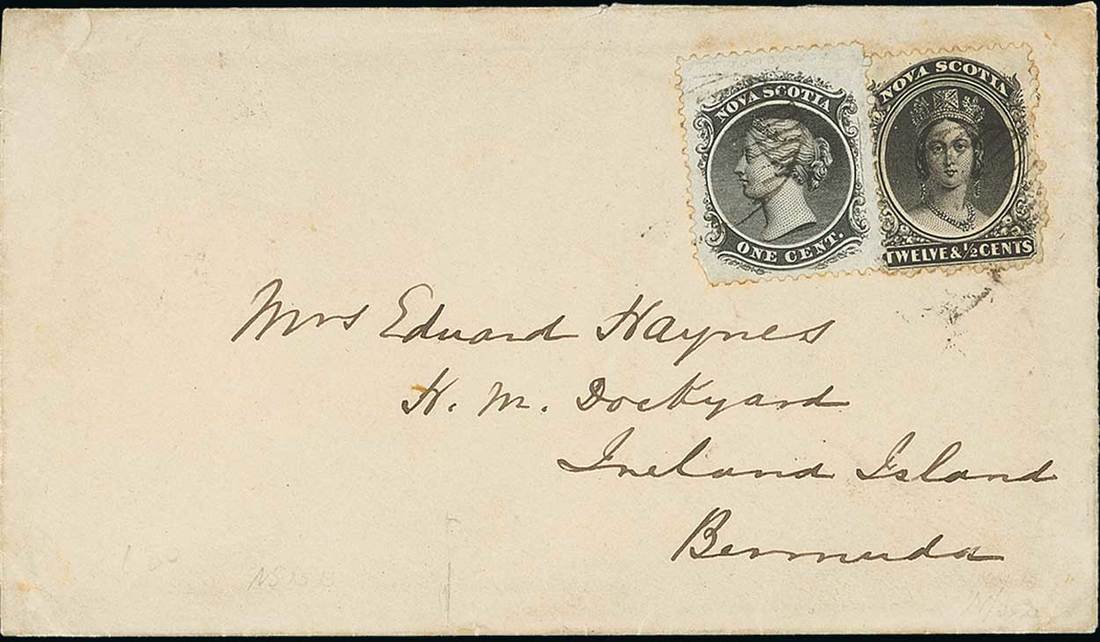 NOVA SCOTIA
ONE CENT.
NOVA SCOTIA
TWELVE & ½ CENTS
Mrs Edward Haynes
H. M. Dockyard
Ireland Island
Bermuda